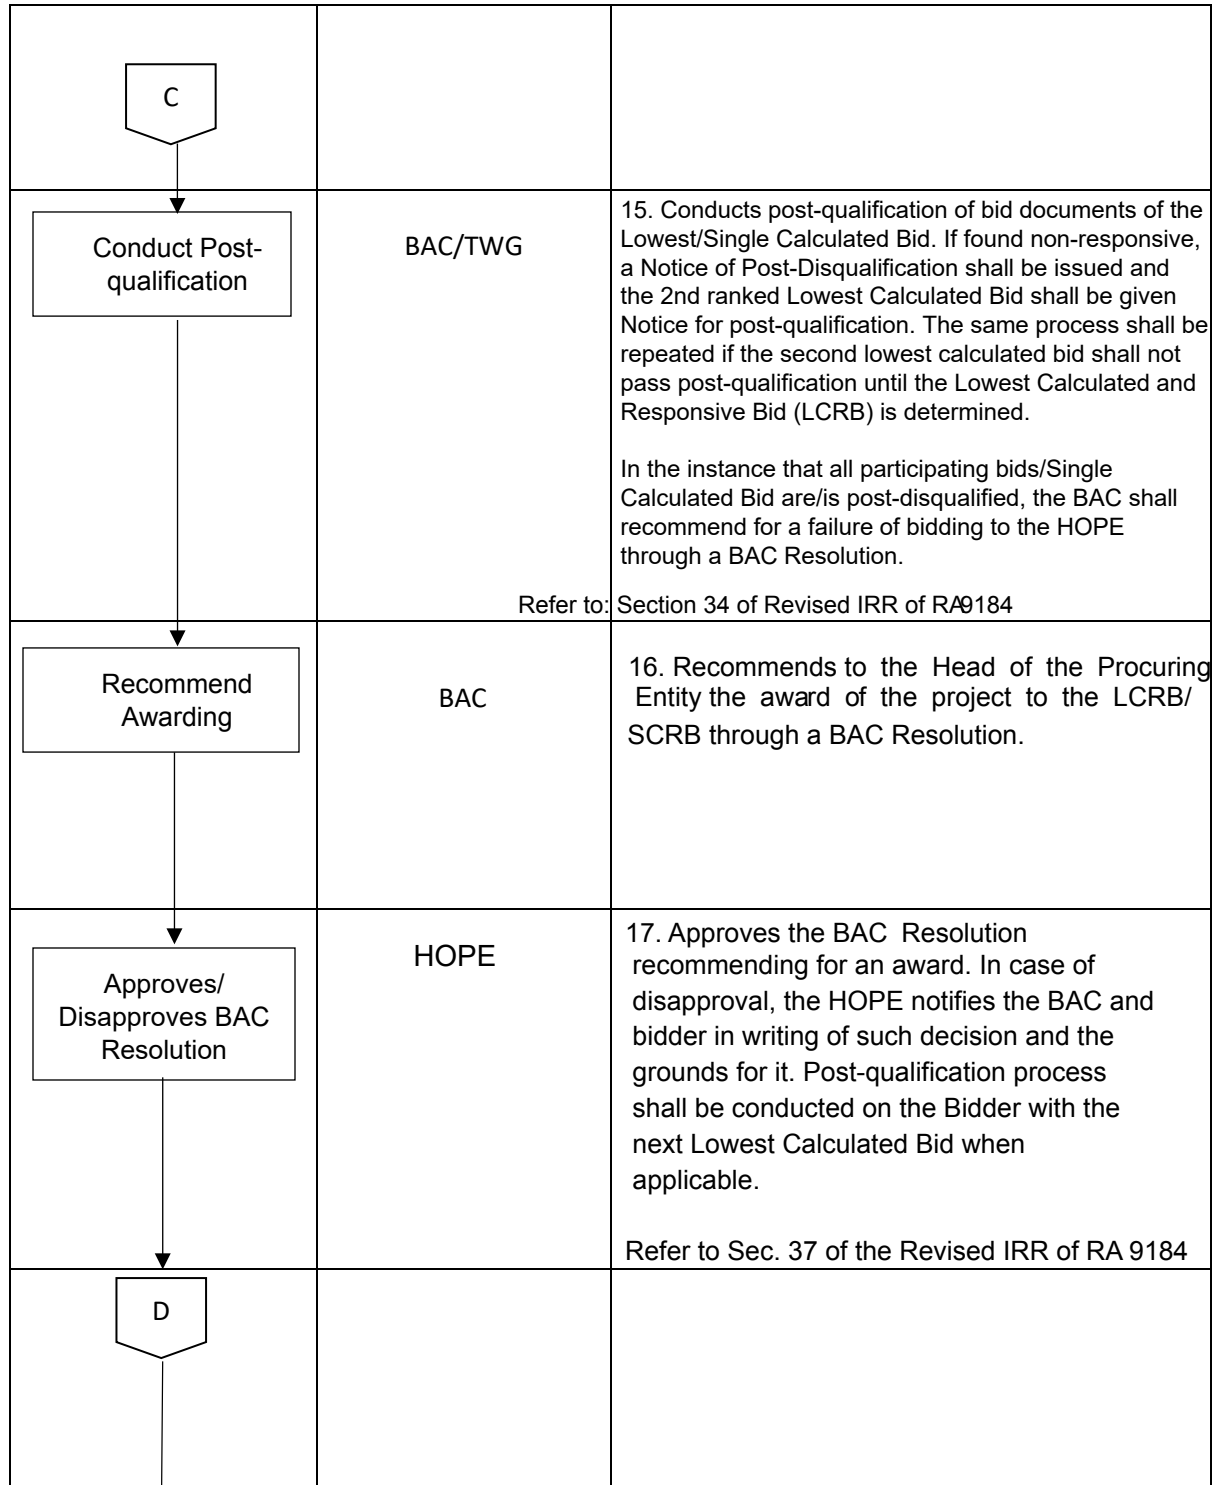 C
Conduct Post-
qualification
BAC/TWG
15. Conducts post-qualification of bid documents of the
Lowest/Single Calculated Bid. If found non-responsive,
a Notice of Post-Disqualification shall be issued and
the 2nd ranked Lowest Calculated Bid shall be given
Notice for post-qualification. The same process shall be
repeated if the second lowest calculated bid shall not
pass post-qualification until the Lowest Calculated and
Responsive Bid (LCRB) is determined.
In the instance that all participating bids/Single
Calculated Bid are/is post-disqualified, the BAC shall
recommend for a failure of bidding to the HOPE
through a BAC Resolution.
Refer to: Section 34 of Revised IRR of RA9184
Recommend
Awarding
BAC
16. Recommends to the Head of the Procuring
Entity the award of the project to the LCRB/
SCRB through a BAC Resolution.
Approves/
Disapproves BAC
Resolution
HOPE
17. Approves the BAC Resolution
recommending for an award. In case of
disapproval, the HOPE notifies the BAC and
bidder in writing of such decision and the
grounds for it. Post-qualification process
shall be conducted on the Bidder with the
next Lowest Calculated Bid when
applicable.
Refer to Sec. 37 of the Revised IRR of RA 9184
D